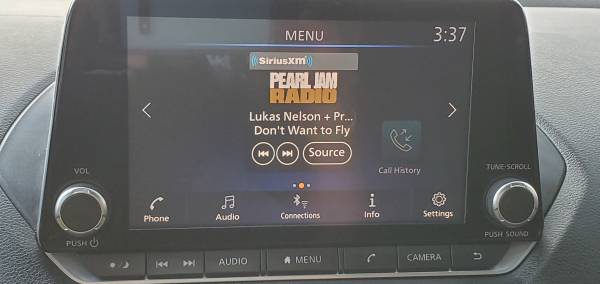 MENU
3:37
SiriusXM
PEARL JAM
RADIO
Lukas Nelson + Pr...
Don't Want to Fly
Source
Call History
VOL
TUNE•SCROLL
Phone
Audio
Connections
Info
Settings
PUSH
PUSH SOUND
AUDIO
MENU
CAMERA